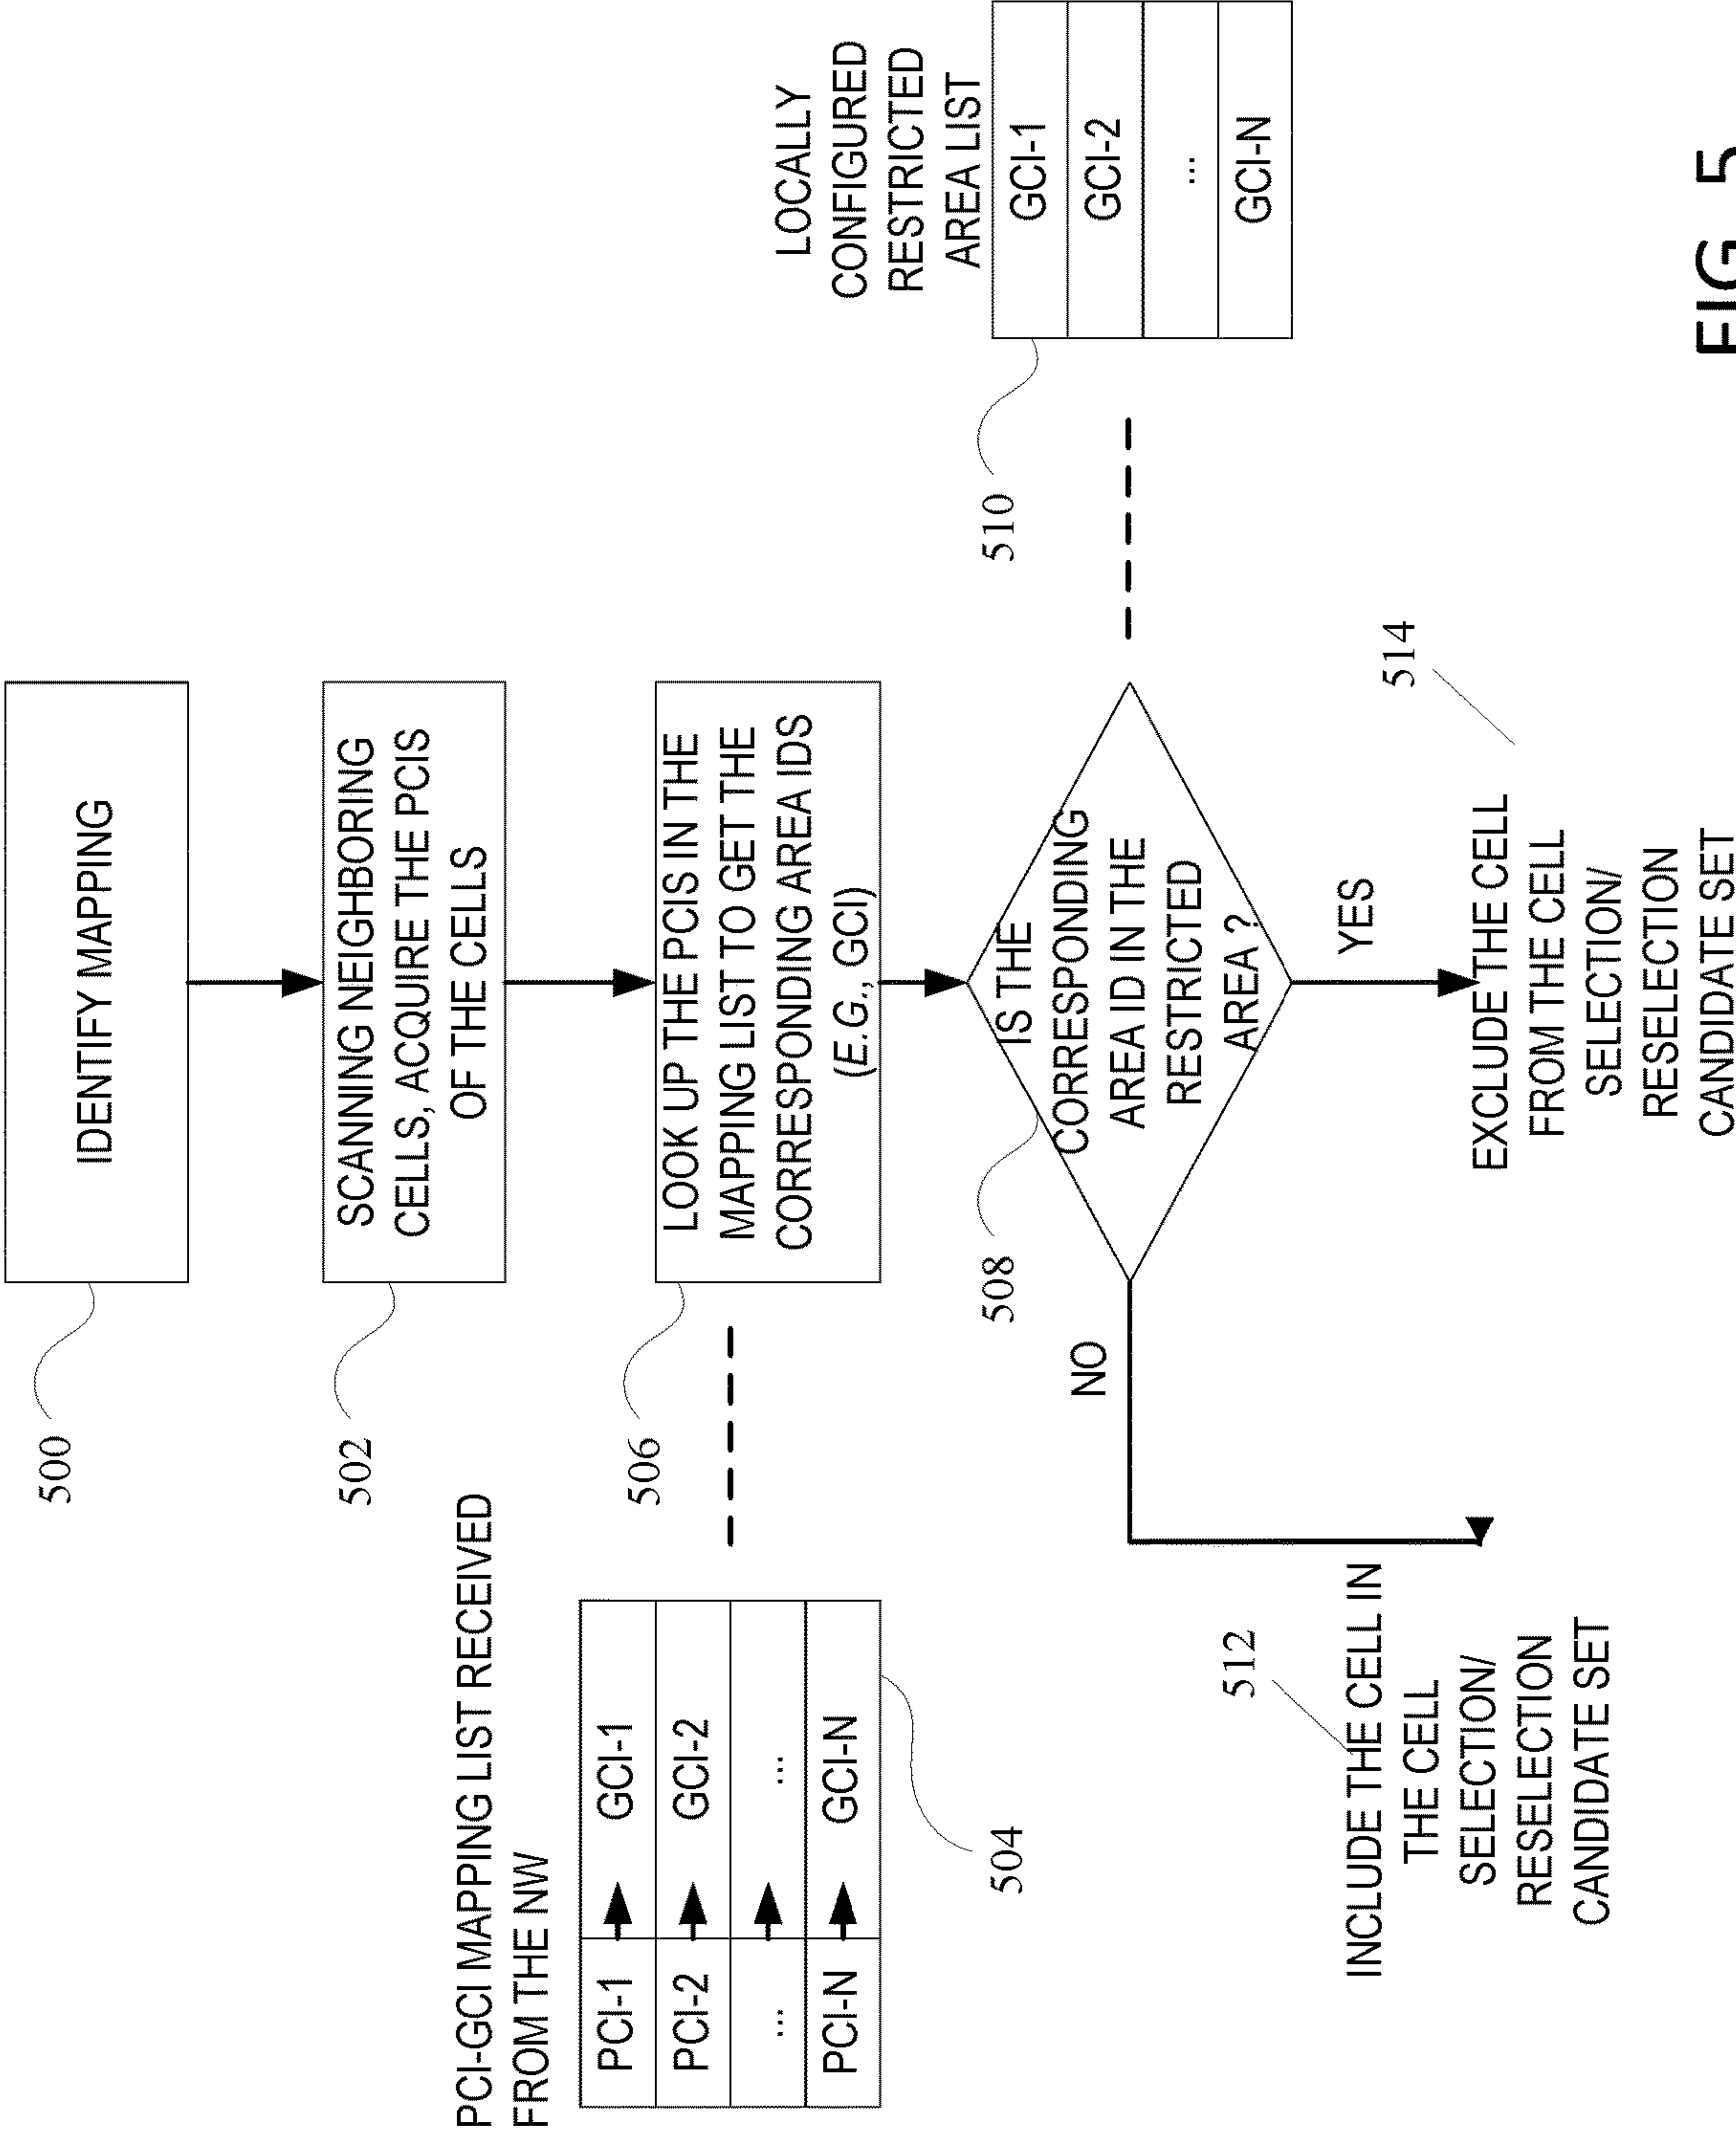 500
IDENTIFY MAPPING
502
SCANNING NEIGHBORING
CELLS, ACQUIRE THE PCIS
OF THE CELLS
PCI-GCI MAPPING LIST RECEIVED
FROM THE NW
PCI-1 GCI-1
PCI-2 GCI-2
... ...
PCI-N GCI-N
504
506
LOOK UP THE PCIS IN THE
MAPPING LIST TO GET THE
CORRESPONDING AREA IDS
(E.G., GCI)
LOCALLY
CONFIGURED
RESTRICTED
AREA LIST
GCI-1
GCI-2
...
GCI-N
510
508
IS THE
CORRESPONDING
AREA ID IN THE
RESTRICTED
AREA ?
NO
YES
512
INCLUDE THE CELL IN
THE CELL
SELECTION/
RESELECTION
CANDIDATE SET
514
EXCLUDE THE CELL
FROM THE CELL
SELECTION/
RESELECTION
CANDIDATE SET
FIG. 5